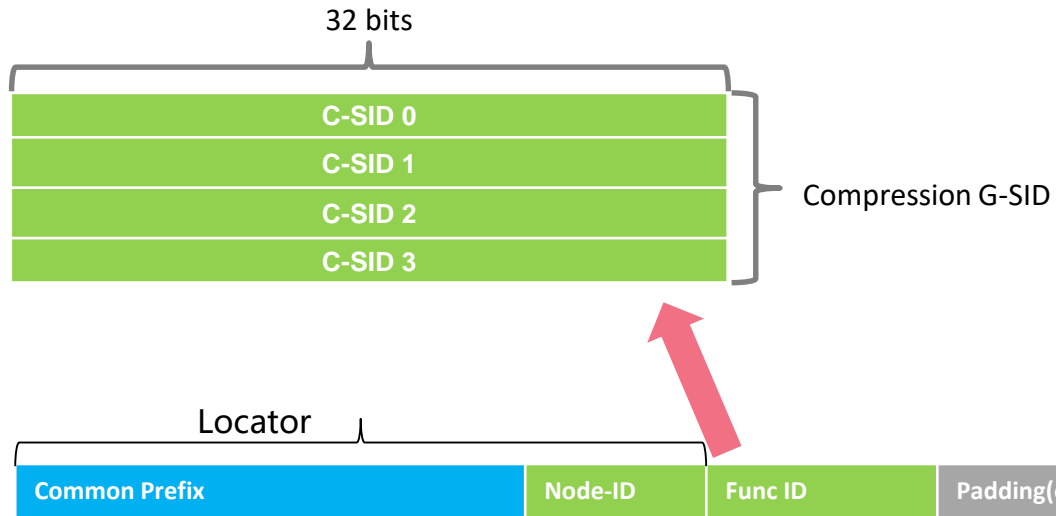 32 bits
C-SID 0
C-SID 1
C-SID 2
C-SID 3
Compression G-SID
Locator
Common Prefix Node-ID Func ID Padding(